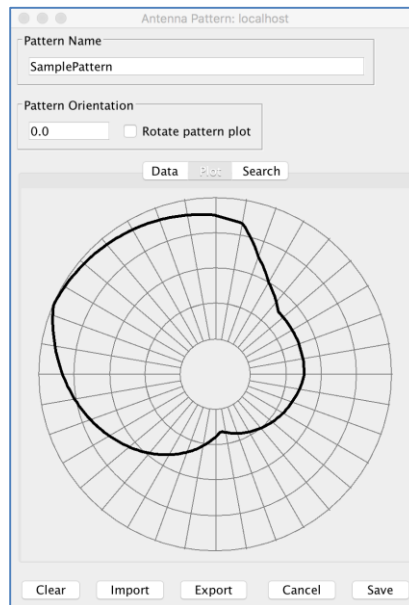 Antenna Pattern: localhost
Pattern Name
SamplePattern
Pattern Orientation
0.0 Rotate pattern plot
Data Plot Search
Clear Import Export Cancel Save